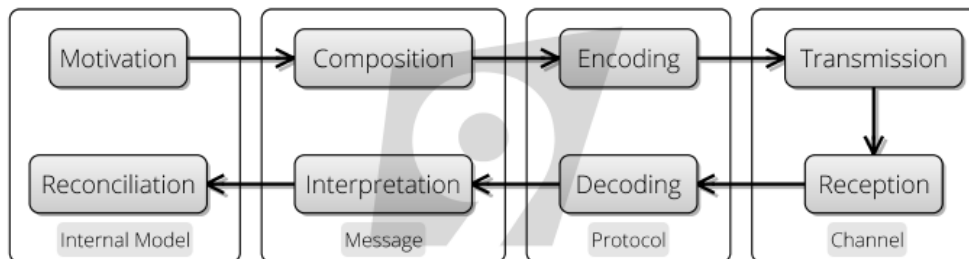 Motivation Composition Encoding Transmission
Reconciliation Interpretation Decoding Reception
Internal Model Message Protocol Channel